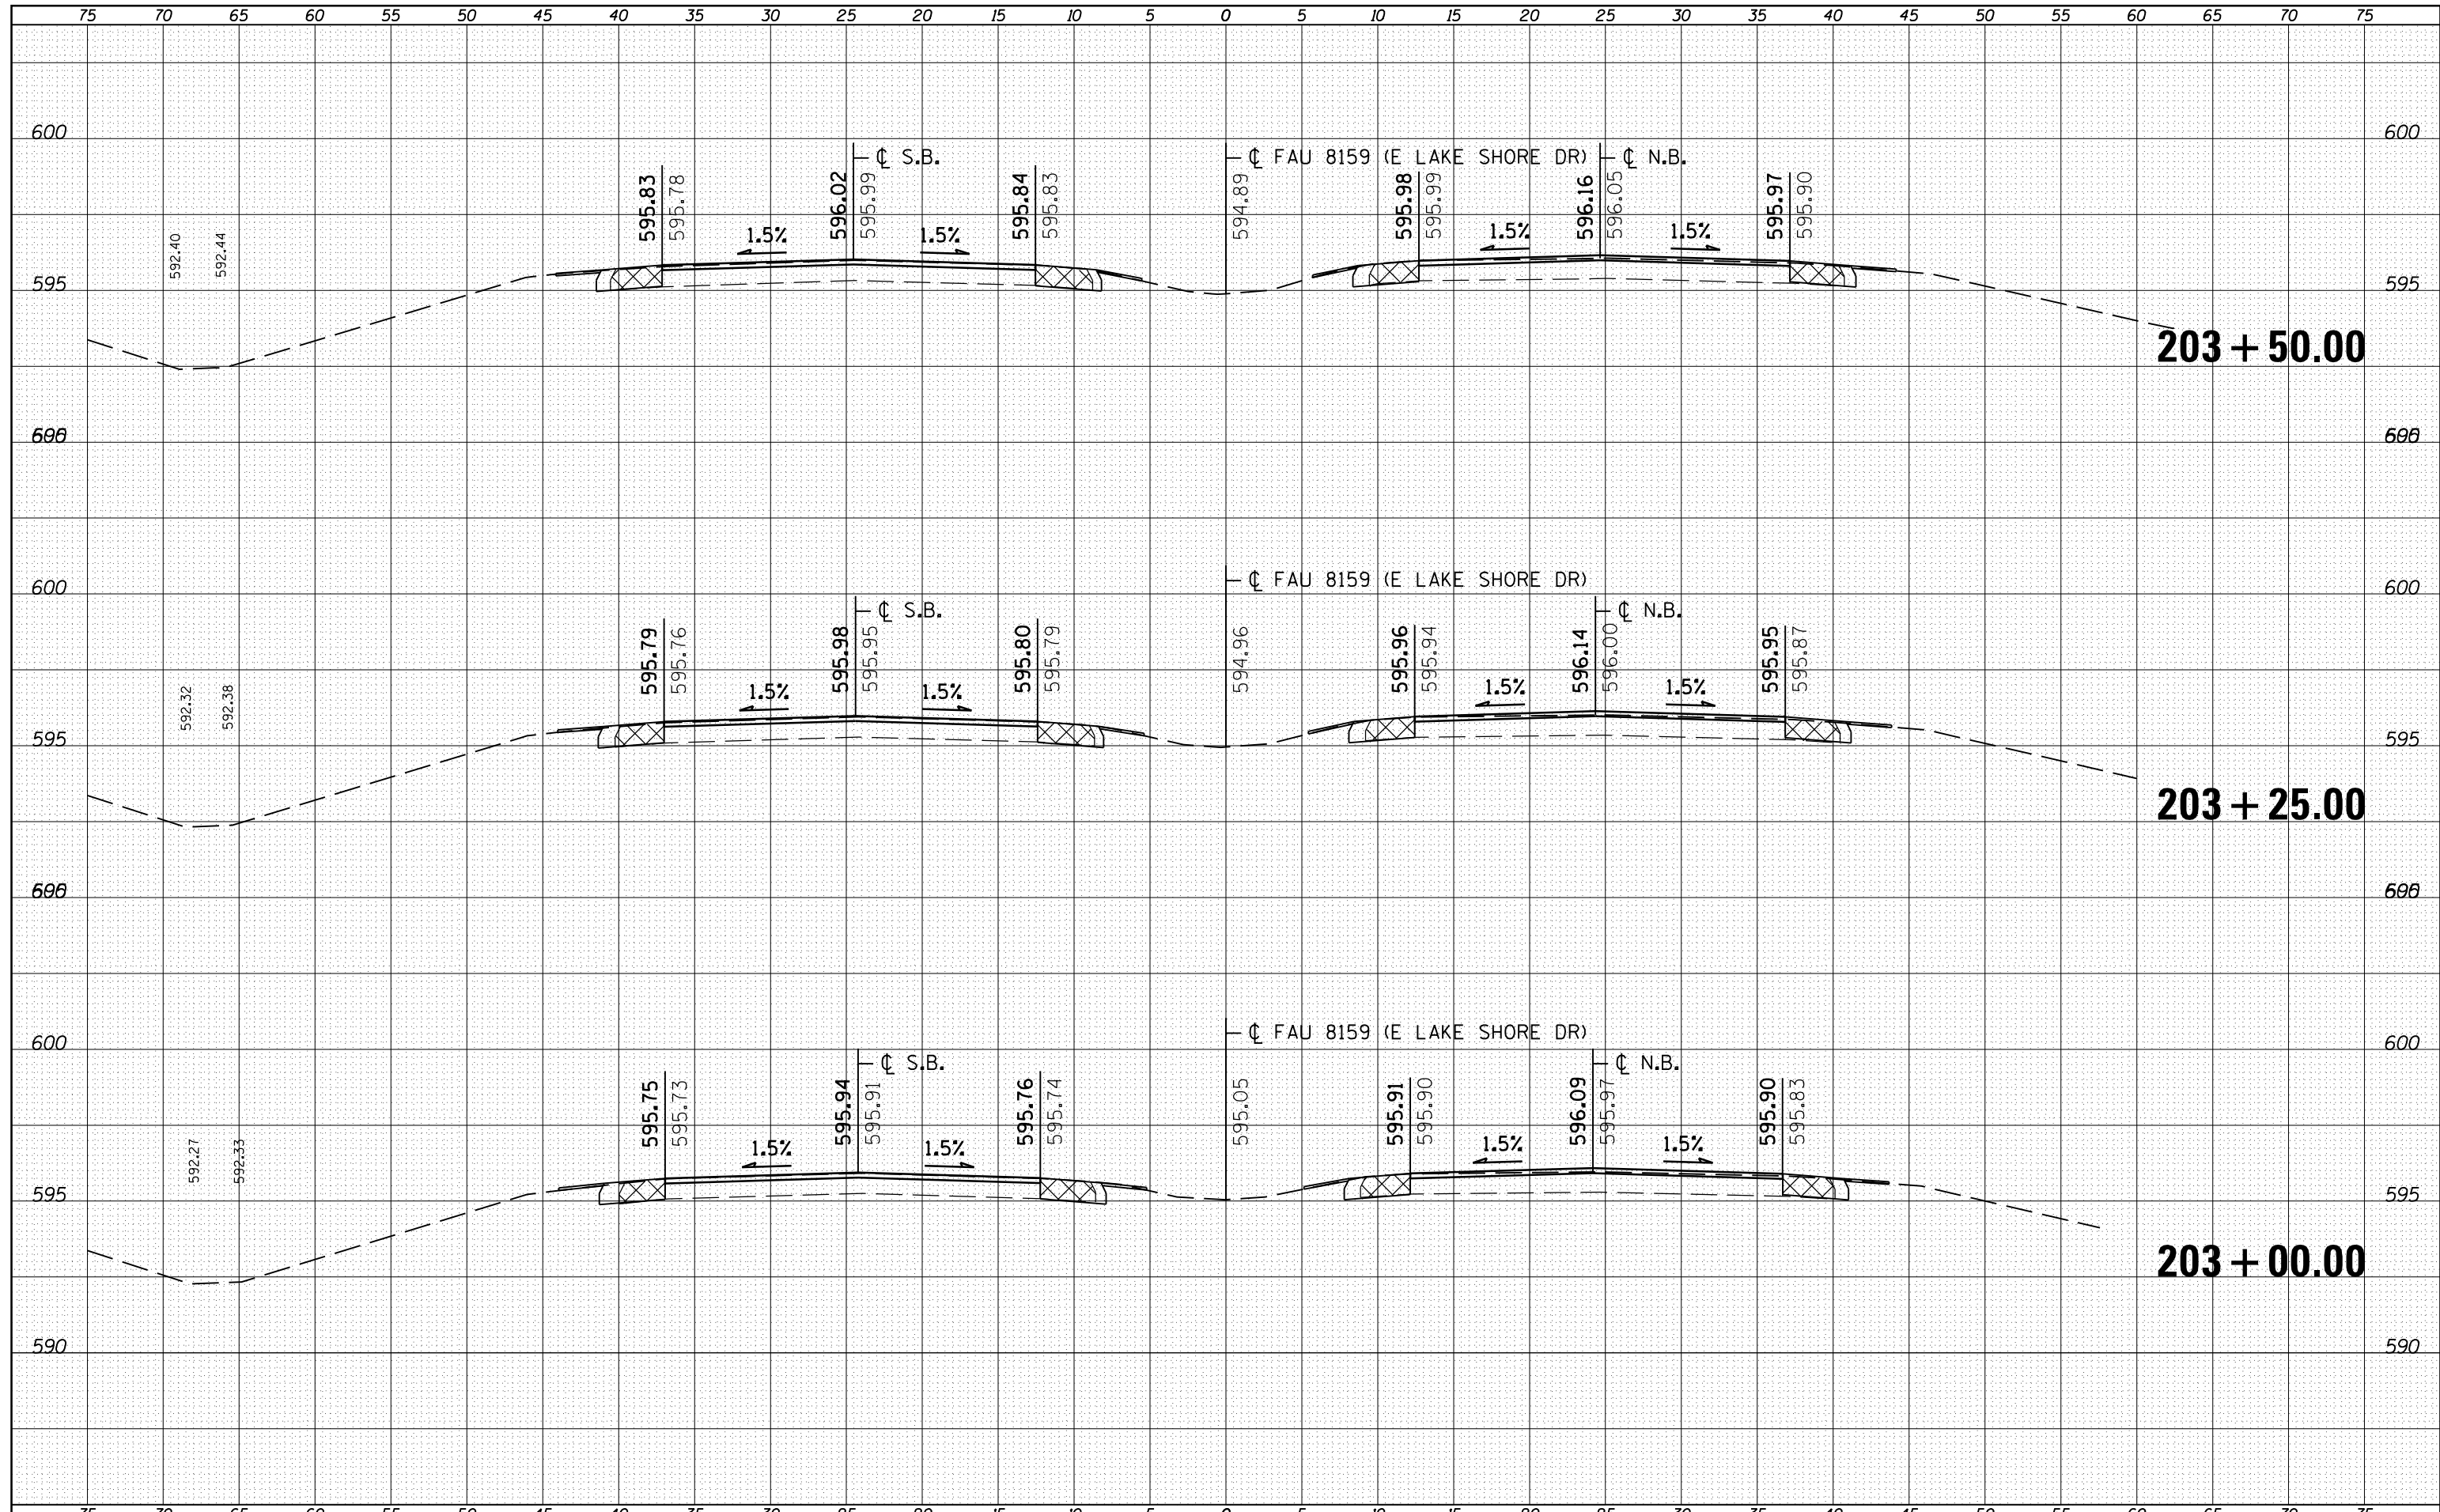 75 70 65 60 55 50 45 40 35 30 25 20 15 10 5 0 5 10 15 20 25 30 35 40 45 50 55 60 65 70 75
600 600
℄ S.B. ℄ FAU 8159 (E LAKE SHORE DR) ℄ N.B.
592.40 592.44 595.83 595.78 596.02 595.99 595.84 595.83 594.89 595.98 595.99 596.16 596.05 595.97 595.90
1.5% 1.5% 1.5% 1.5%
595 595
203+50.00
℄ FAU 8159 (E LAKE SHORE DR)
600 600
℄ S.B. ℄ N.B.
592.32 592.38 595.79 595.76 595.98 595.95 595.80 595.79 594.96 595.96 595.94 596.14 596.00 595.95 595.87
1.5% 1.5% 1.5% 1.5%
595 595
203+25.00
℄ FAU 8159 (E LAKE SHORE DR)
600 600
℄ S.B. ℄ N.B.
592.27 592.33 595.75 595.73 595.94 595.91 595.76 595.74 595.05 595.91 595.90 596.09 595.97 595.90 595.83
1.5% 1.5% 1.5% 1.5%
595 595
203+00.00
590 590